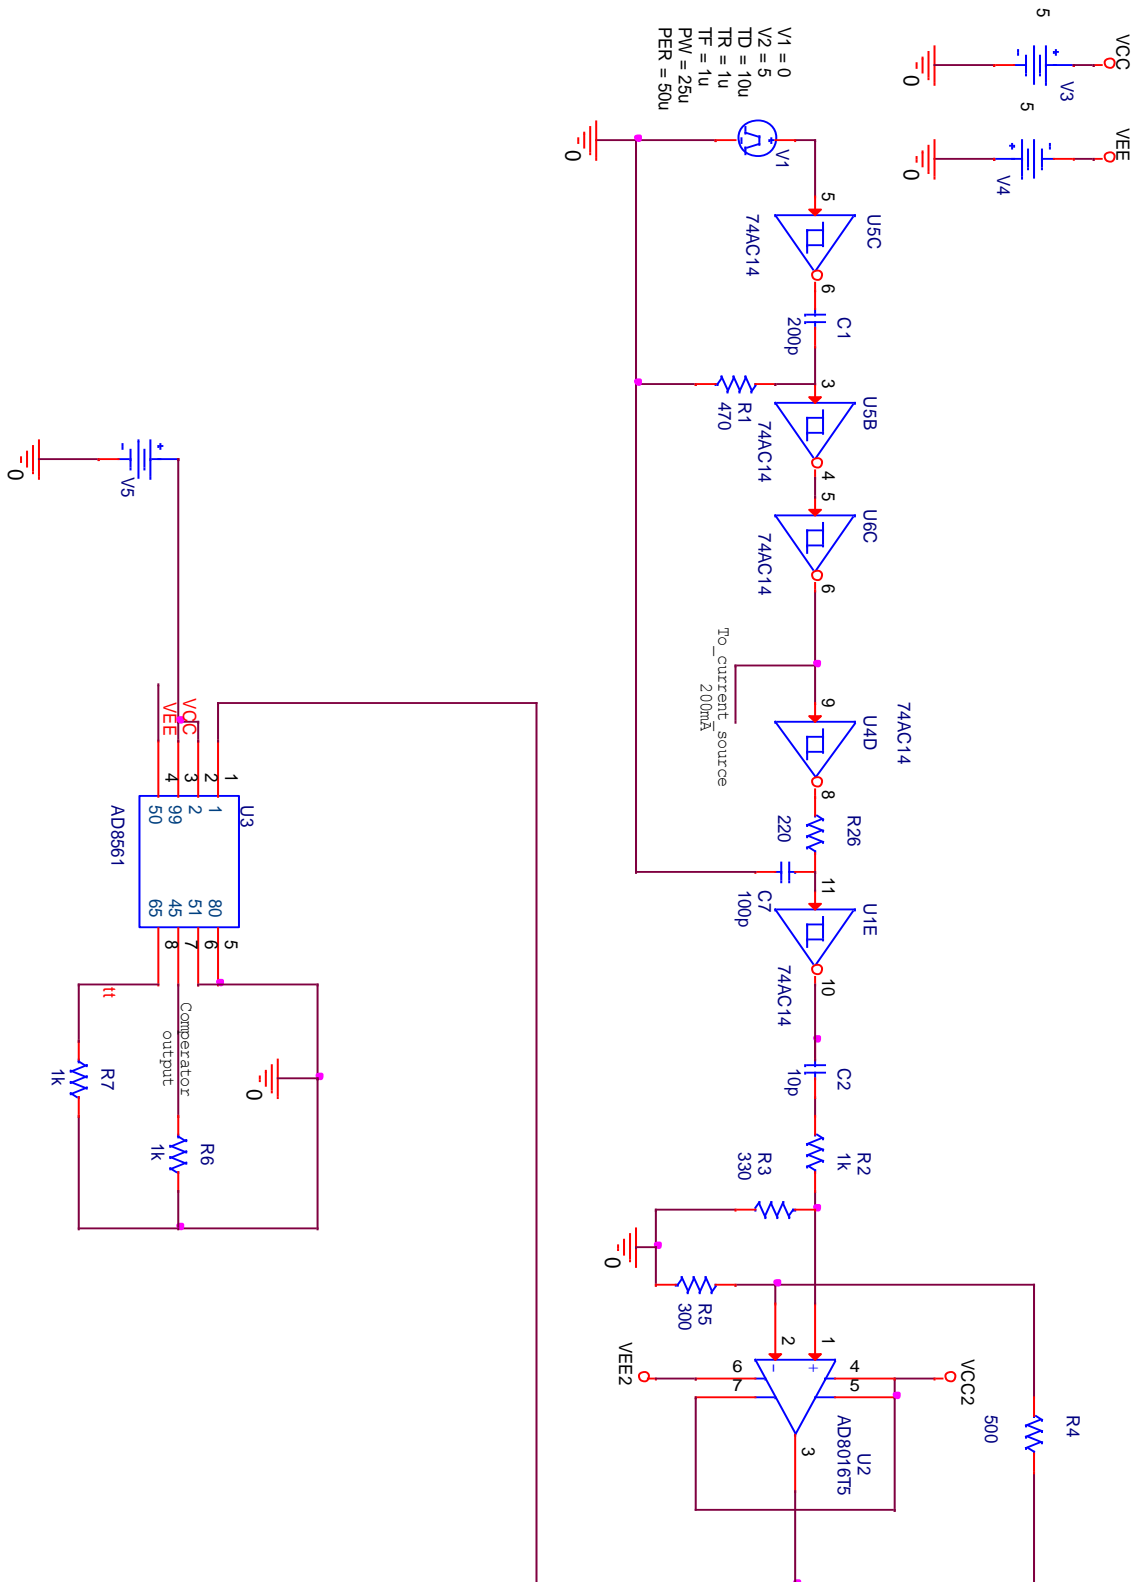 VCC
5
V3
0
VEE
5
V4
0
V1 = 0
V2 = 5
TD = 10u
TR = 1u
TF = 1u
PW = 25u
PER = 50u
V1
0
5
U5C
74AC14
6
C1
200p
3
R1
470
U5B
74AC14
4
5
U6C
74AC14
6
To_current_source
200mA
9
74AC14
U4D
8
R26
220
C7
100p
11
U1E
74AC14
10
C2
10p
R2
1k
R3
330
0
R5
300
1
2
+
-
VEE2
6
7
4
5
VCC2
U2
AD8016T5
3
R4
500
V5
0
VCC
VEE
1
2
3
4
U3
1
2
99
50
AD8561
80
51
45
65
5
6
7
8
tt
Comperator
output
0
R7
1k
R6
1k